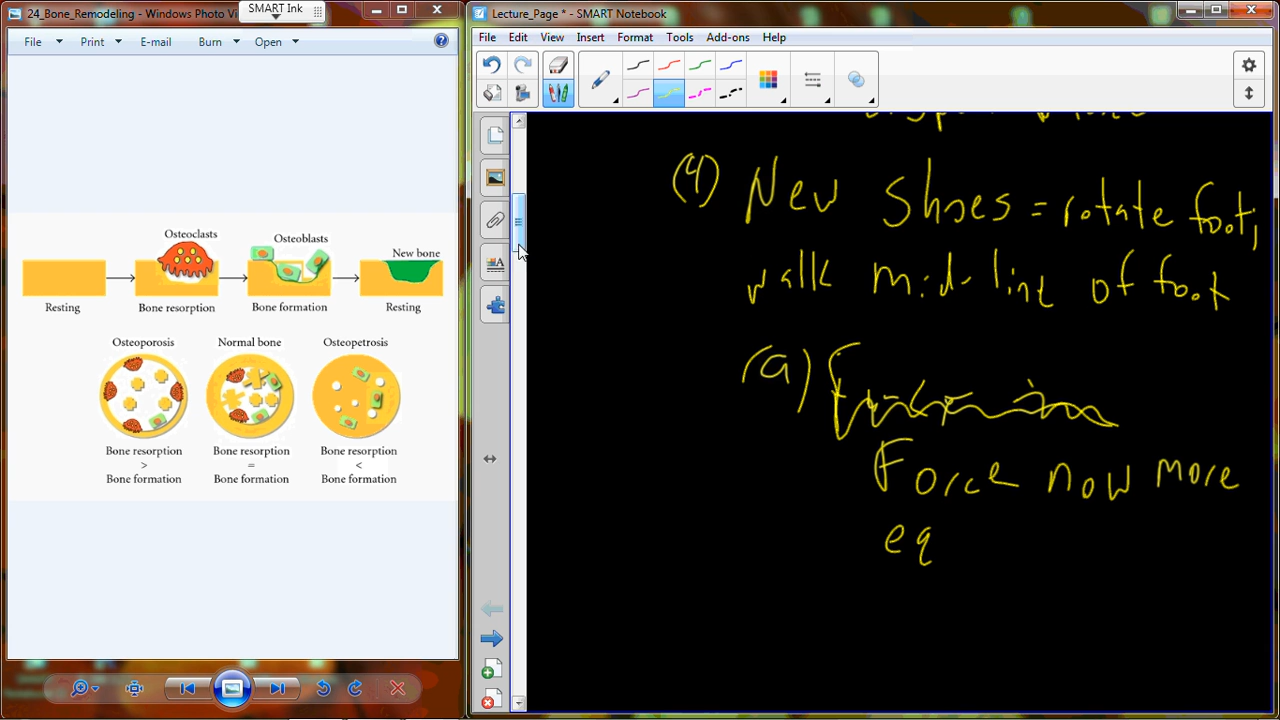 24_Bone_Remodeling - Windows Photo Vi
SMART Ink
File Print E-mail Burn Open
Osteoclasts
Osteoblasts
New bone
Resting
Bone resorption
Bone formation
Resting
Osteoporosis
Normal bone
Osteopetrosis
Bone resorption
>
Bone formation
Bone resorption
=
Bone formation
Bone resorption
<
Bone formation
Lecture_Page * - SMART Notebook
File Edit View Insert Format Tools Add-ons Help
(4) New Shoes = rotate foot;
walk mid-line of foot
(a)
Force now more
eq